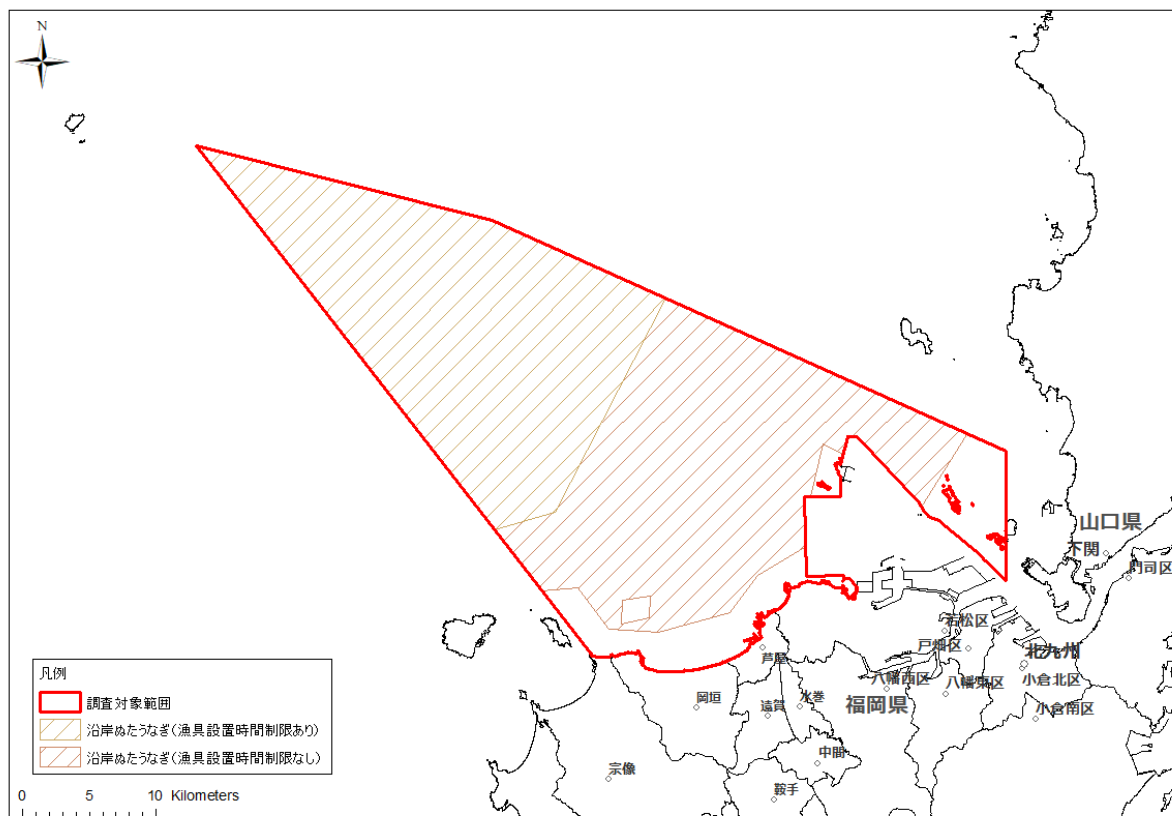 N
山口県
下関
門司区
若松区
戸畑区
北九州
芦屋
八幡西区
八幡東区
小倉北区
岡垣
遠賀
水巻
福岡県
小倉南区
中間
宗像
鞍手
凡例
調査対象範囲
沿岸ぬたうなぎ(漁具設置時間制限あり)
沿岸ぬたうなぎ(漁具設置時間制限なし)
0 5 10 Kilometers